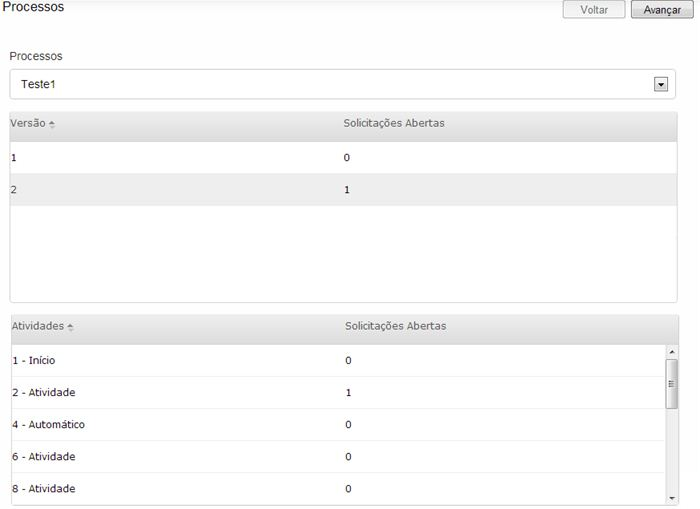 Processos Voltar Avançar
Processos
Teste1
Versão Solicitações Abertas
1 0
2 1
Atividades Solicitações Abertas
1 - Início 0
2 - Atividade 1
4 - Automático 0
6 - Atividade 0
8 - Atividade 0